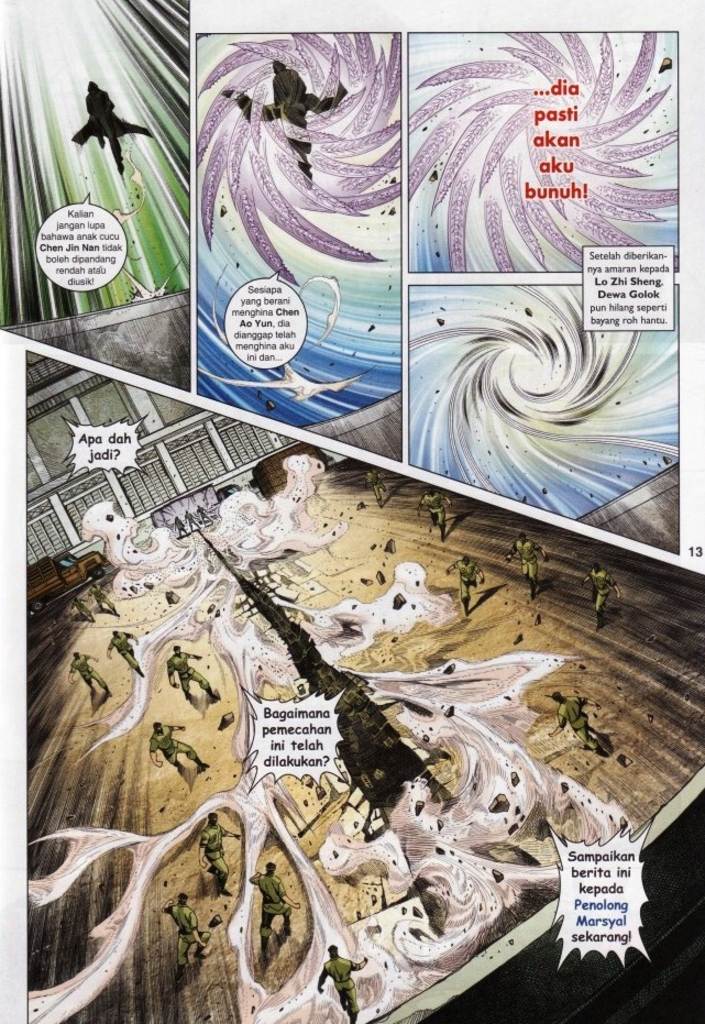 Kalian
jangan lupa
bahawa anak cucu
Chen Jin Nan tidak
boleh dipandang
rendah atau
diusik!
Sesiapa
yang berani
menghina Chen
Ao Yun, dia
dianggap telah
menghina aku
ini dan...
...dia
pasti
akan
aku
bunuh!
Setelah diberikan-
nya amaran kepada
Lo Zhi Sheng,
Dewa Golok
pun hilang seperti
bayang roh hantu.
Apa dah
jadi?
13
Bagaimana
pemecahan
ini telah
dilakukan?
Sampaikan
berita ini
kepada
Penolong
Marsyal
sekarang!